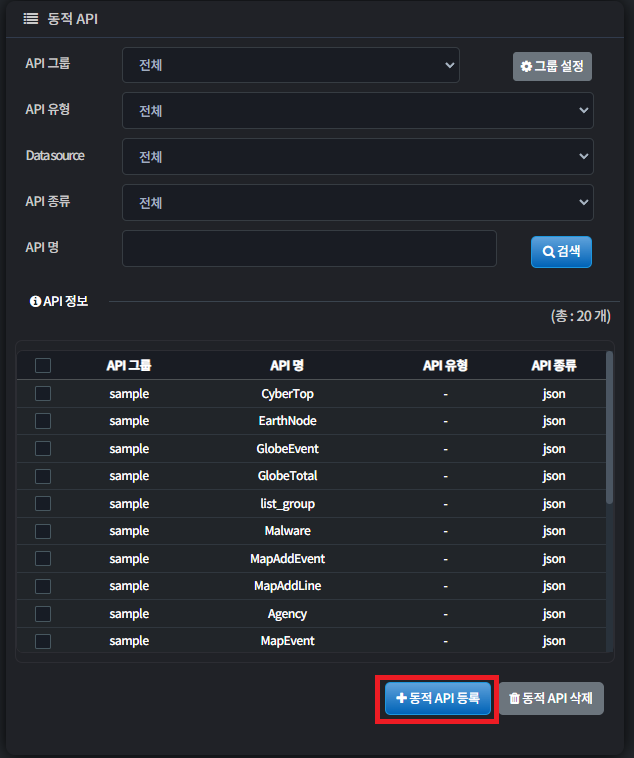 동적 API
API 그룹 전체 그룹 설정
API 유형 전체
Datasource 전체
API 종류 전체
API 명 검색
API 정보
(총 : 20 개)
API 그룹 API 명 API 유형 API 종류
sample CyberTop - json
sample EarthNode - json
sample GlobeEvent - json
sample GlobeTotal - json
sample list_group - json
sample Malware - json
sample MapAddEvent - json
sample MapAddLine - json
sample Agency - json
sample MapEvent - json
동적 API 등록 동적 API 삭제